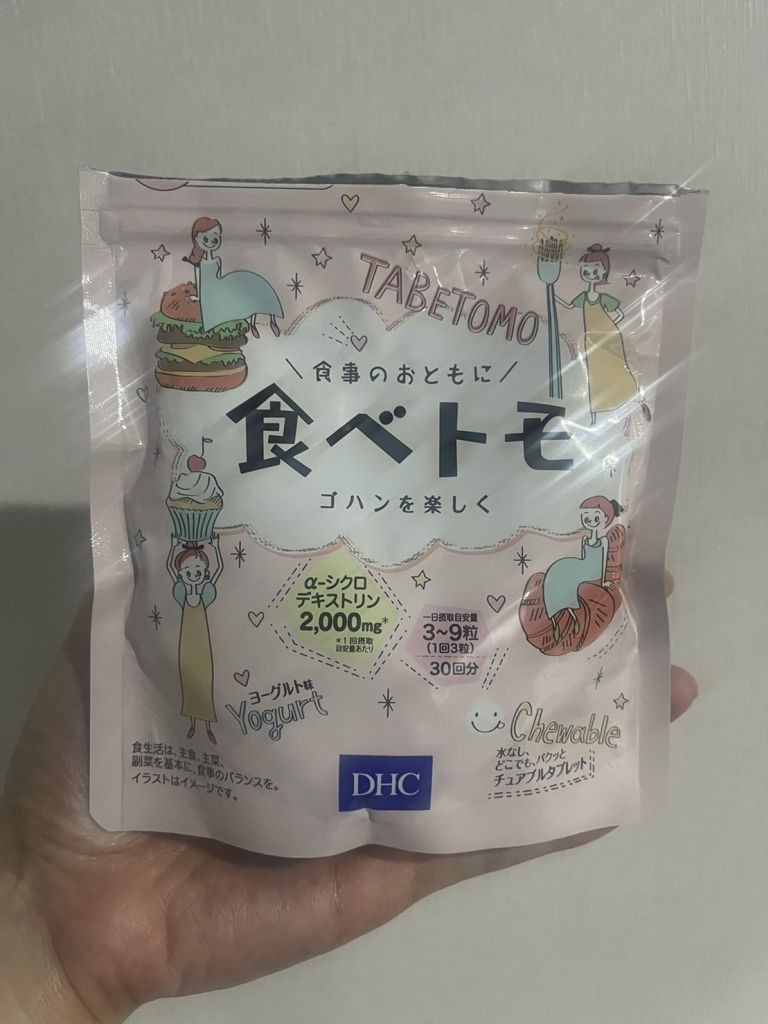 TABETOMO
食事のおともに
食べトモ
ゴハンを楽しく
α-シクロ
デキストリン
2,000mg*
*1回摂取
目安量あたり
一日摂取目安量
3~9粒
(1回3粒)
30回分
ヨーグルト味
Yogurt
Chewable
水なし、
どこでも、パクッと
チュアブルタブレット
食生活は、主食、主菜、
副菜を基本に、食事のバランスを。
イラストはイメージです。
DHC